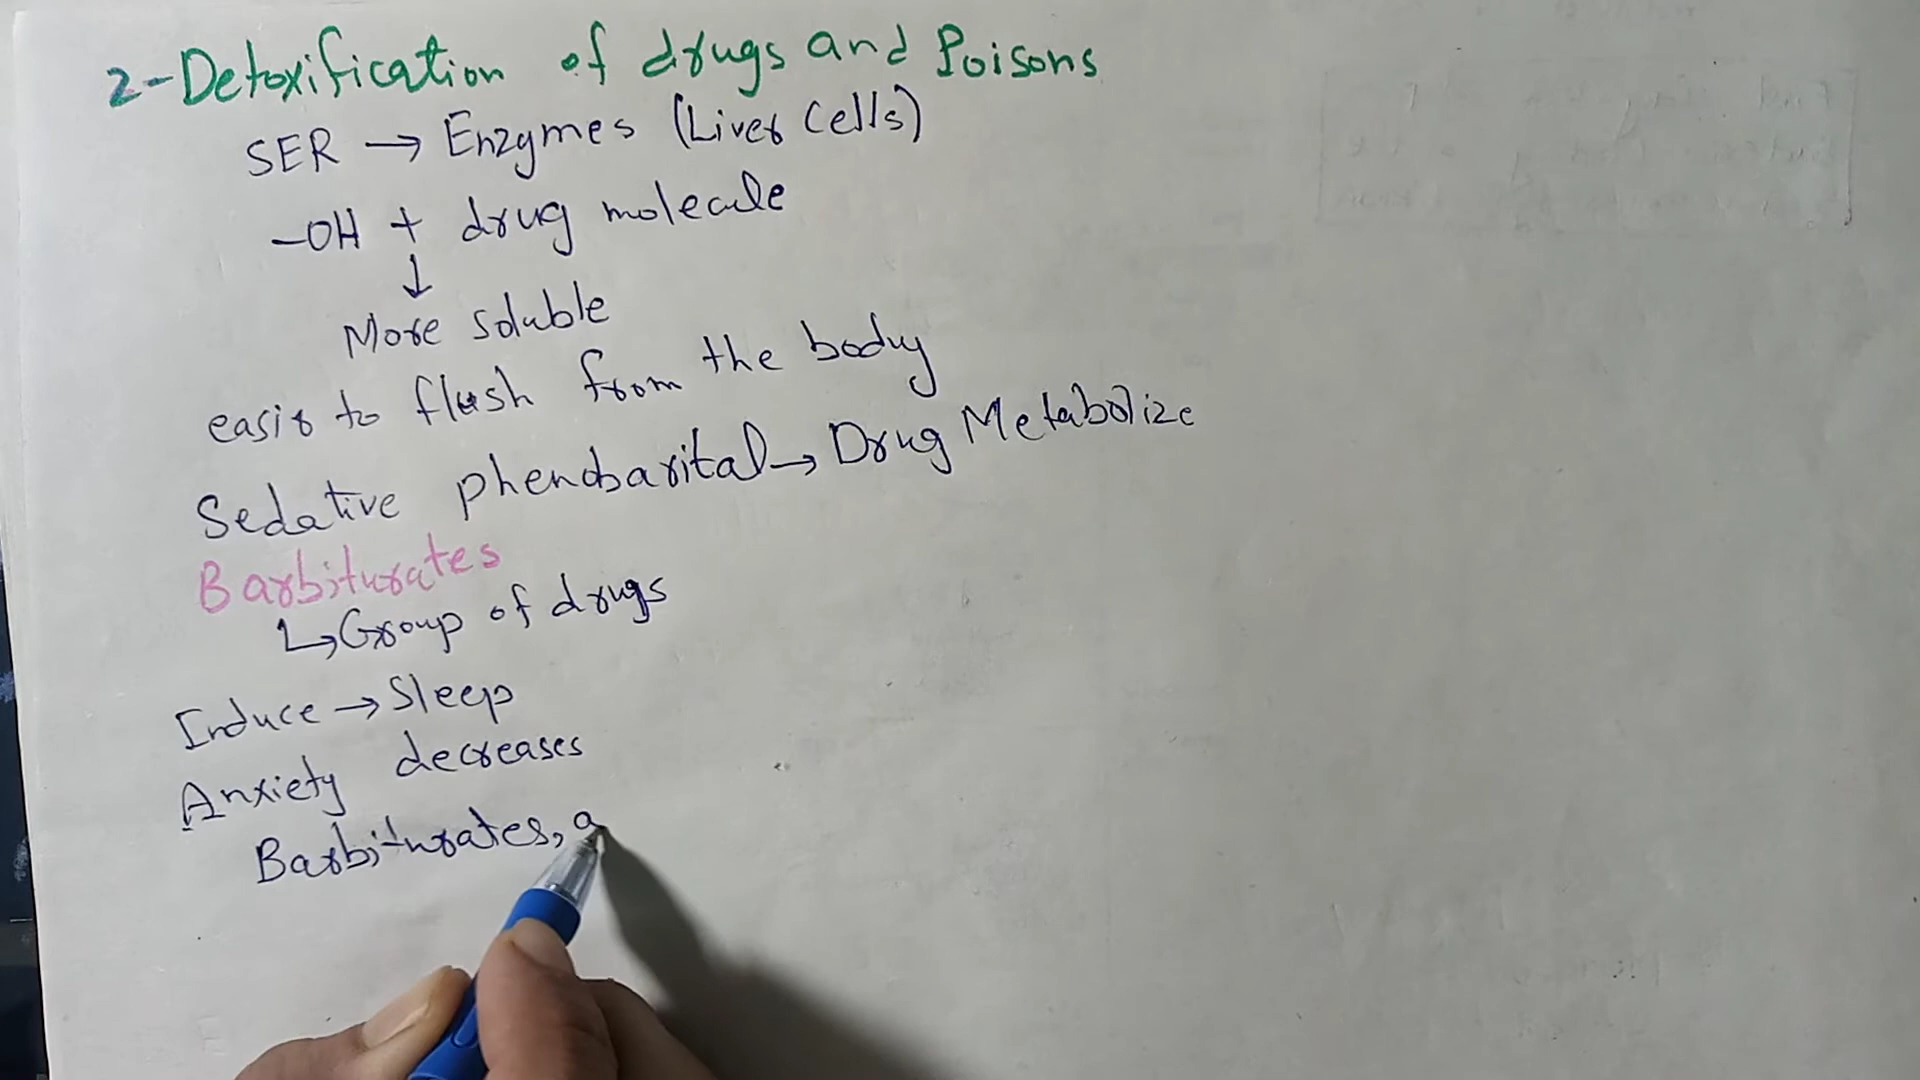 2-Detoxification of drugs and Poisons
SER → Enzymes (Liver Cells)
-OH + drug molecule
↓
More soluble
easir to flush from the body
Sedative phenobarital → Drug Metabolize
Barbiturates
↳ Group of drugs
Induce → Sleep
Anxiety decreases
Barbiturates, a